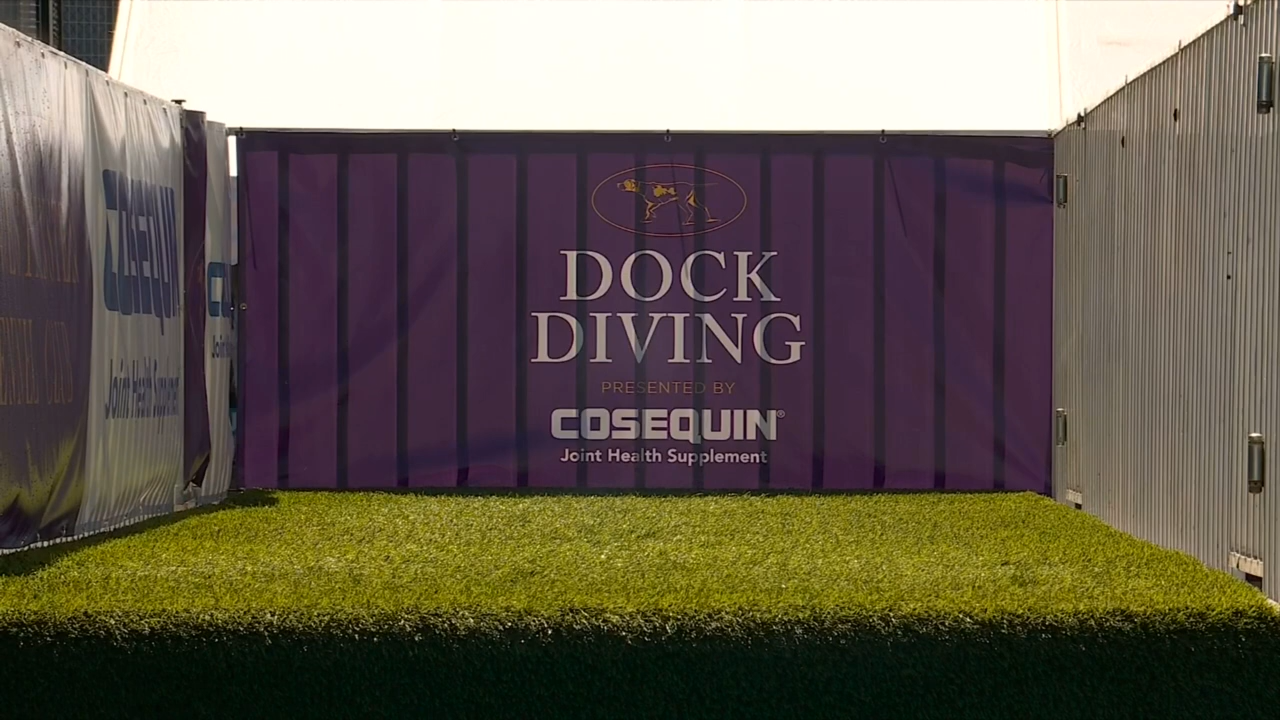 COSEQUIN
Joint Health Supplement
DOCK
DIVING
PRESENTED BY
COSEQUIN®
Joint Health Supplement